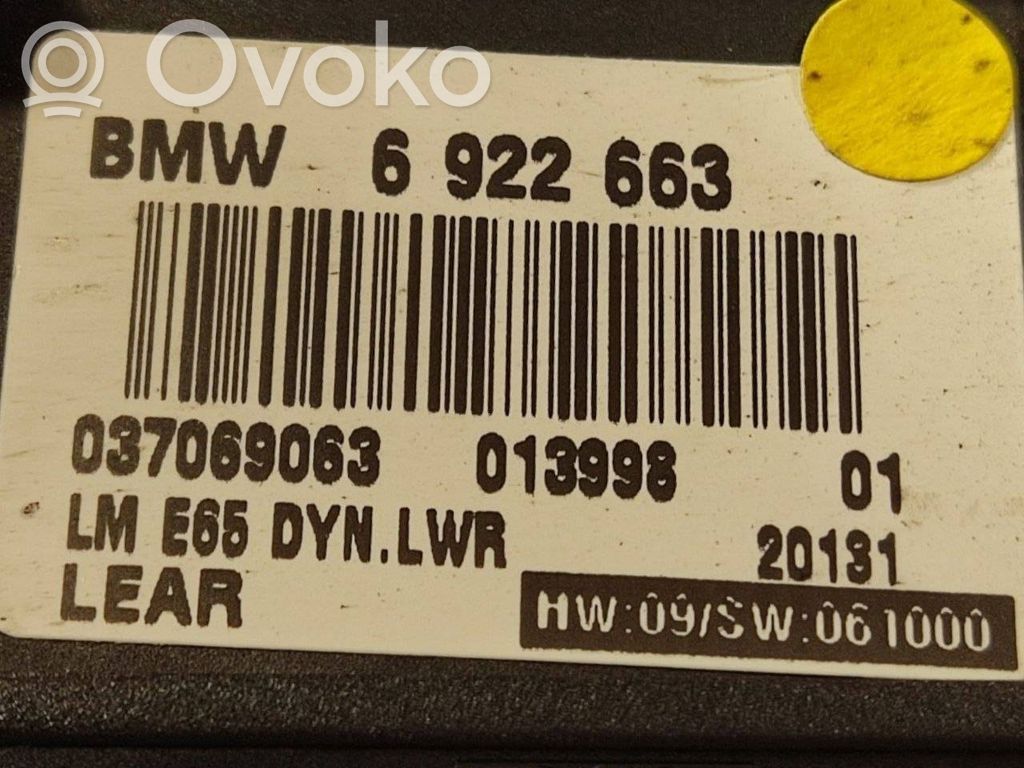 Ovoko
BMW 6 922 663
037069063 013998 01
LM E65 DYN.LWR 20131
LEAR HW:09/SW:061000